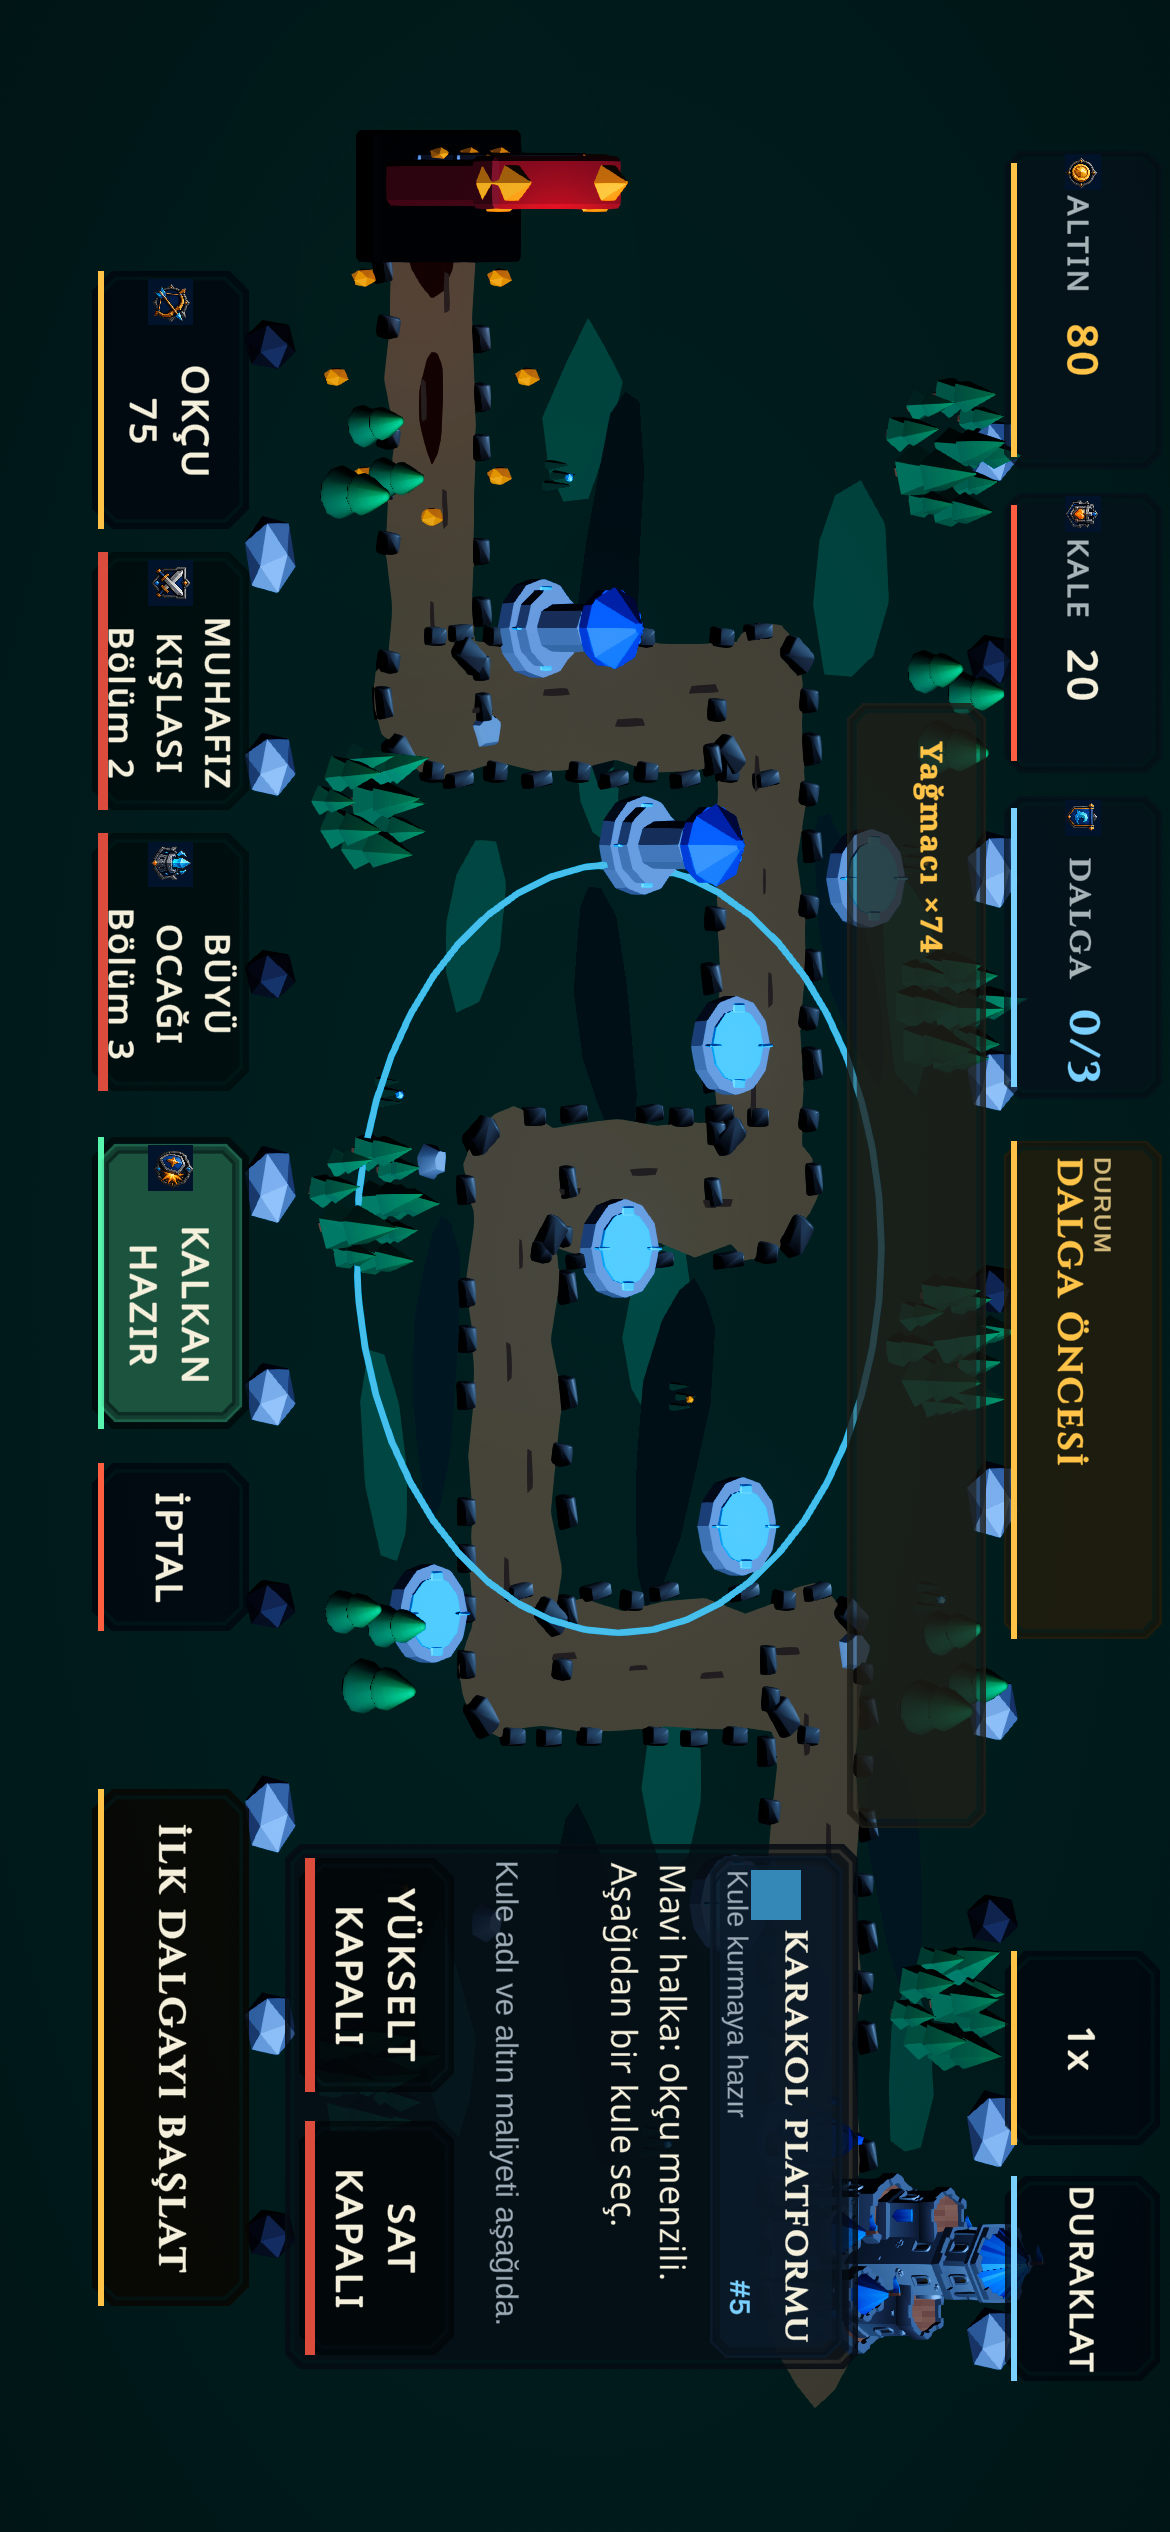 ALTIN 80
KALE 20
DALGA 0/3
DURUM
DALGA ÖNCESİ
1x
DURAKLAT
Yağmacı ×74
KARAKOL PLATFORMU
Kule kurmaya hazır
#5
Mavi halka: okçu menzili.
Aşağıdan bir kule seç.
Kule adı ve altın maliyeti aşağıda.
YÜKSELT
KAPALI
SAT
KAPALI
OKÇU
75
MUHAFIZ
KIŞLASI
Bölüm 2
BÜYÜ
OCAĞI
Bölüm 3
KALKAN
HAZIR
İPTAL
İLK DALGAYI BAŞLAT